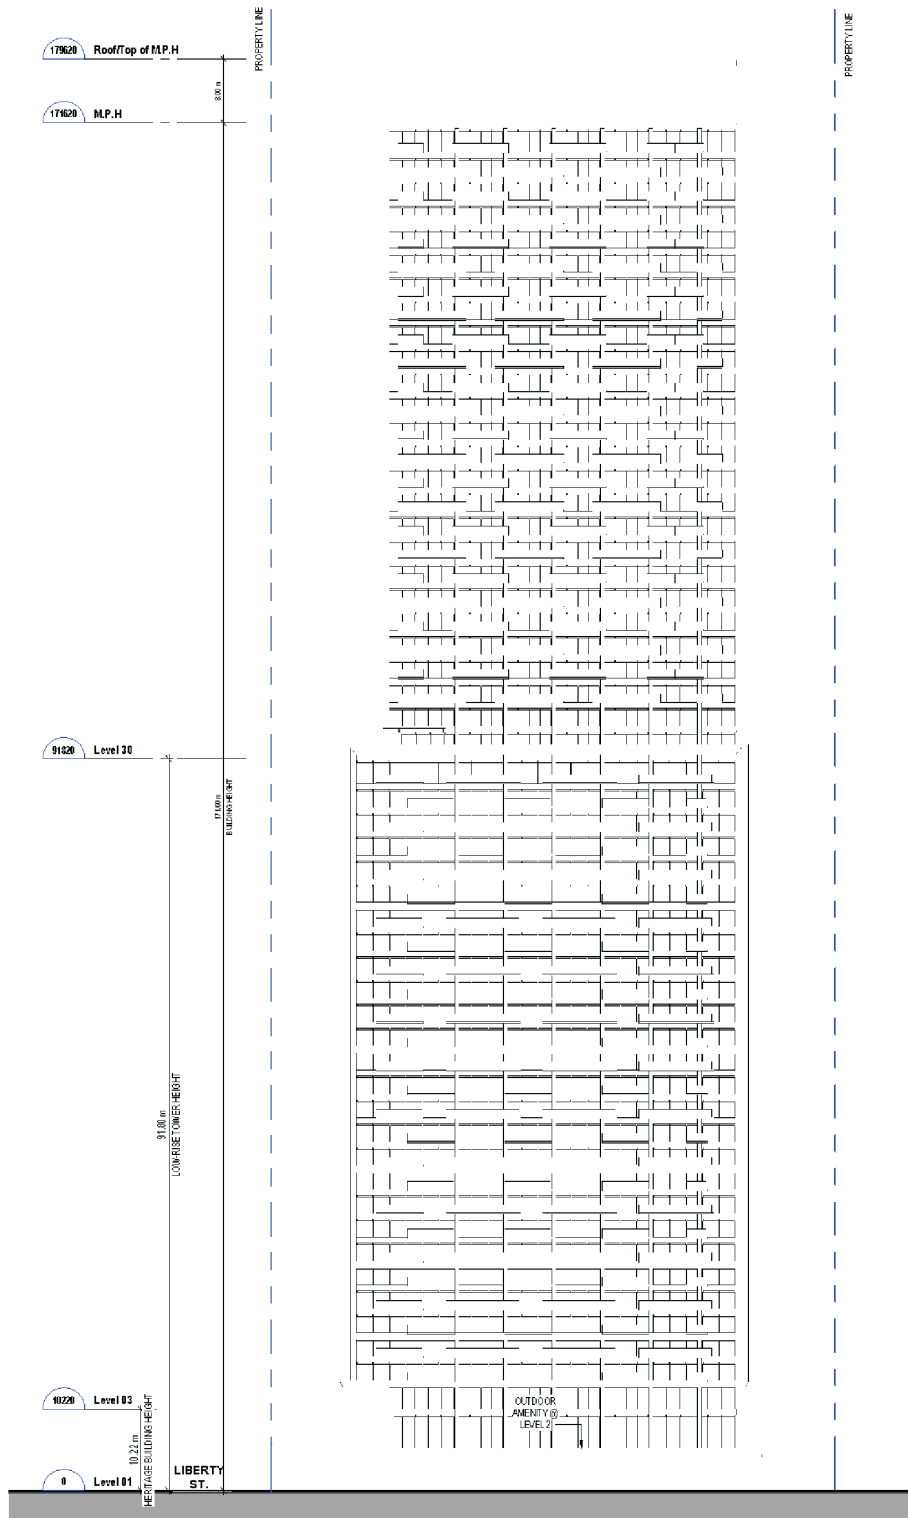 PROPERTY LINE
PROPERTY LINE
179620 Roof/Top of M.P.H
8.00 m
171620 M.P.H
91820 Level 30
BUILDING HEIGHT
91.80 m
LOW-RISE TOWER HEIGHT
10220 Level 03
OUTDOOR
AMENITY @
LEVEL 2
10.22 m
HERITAGE BUILDING HEIGHT
0 Level 01
LIBERTY
ST.